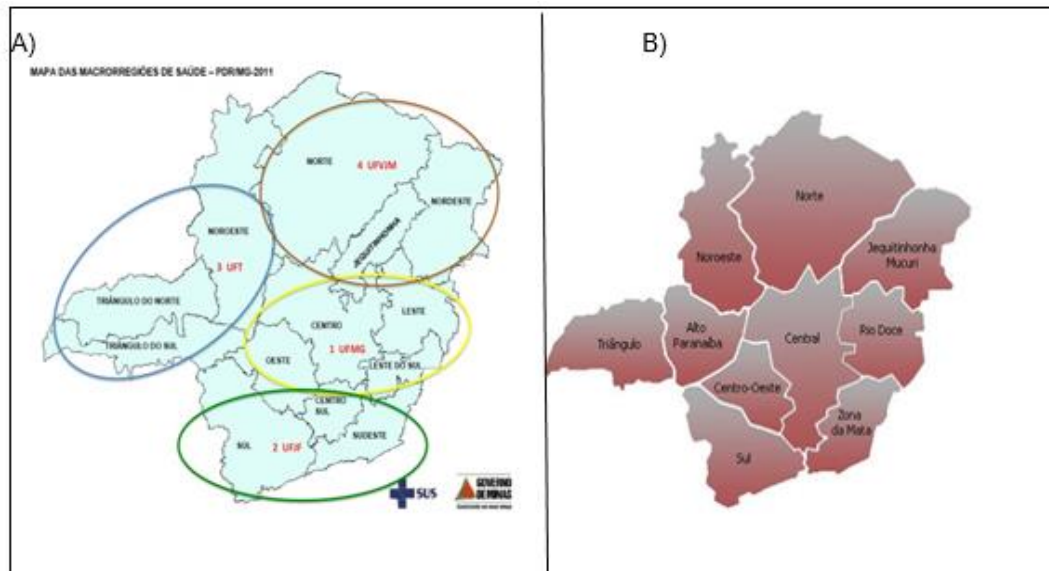 A)
MAPA DAS MACRORREGIÕES DE SAÚDE – PDR/MG-2011
NORTE
4 UFVJM
NORDESTE
JEQUITINHONHA
NOROESTE
3 UFT
TRIÂNGULO DO NORTE
TRIÂNGULO DO SUL
CENTRO
LESTE
1 UFMG
OESTE
LESTE DO SUL
CENTRO
SUL
SUDESTE
SUL
2 UFJF
SUS
GOVERNO
DE MINAS
B)
Norte
Noroeste
Jequitinhonha
Mucuri
Triângulo
Alto
Paranaíba
Central
Rio Doce
Centro-Oeste
Zona
da Mata
Sul